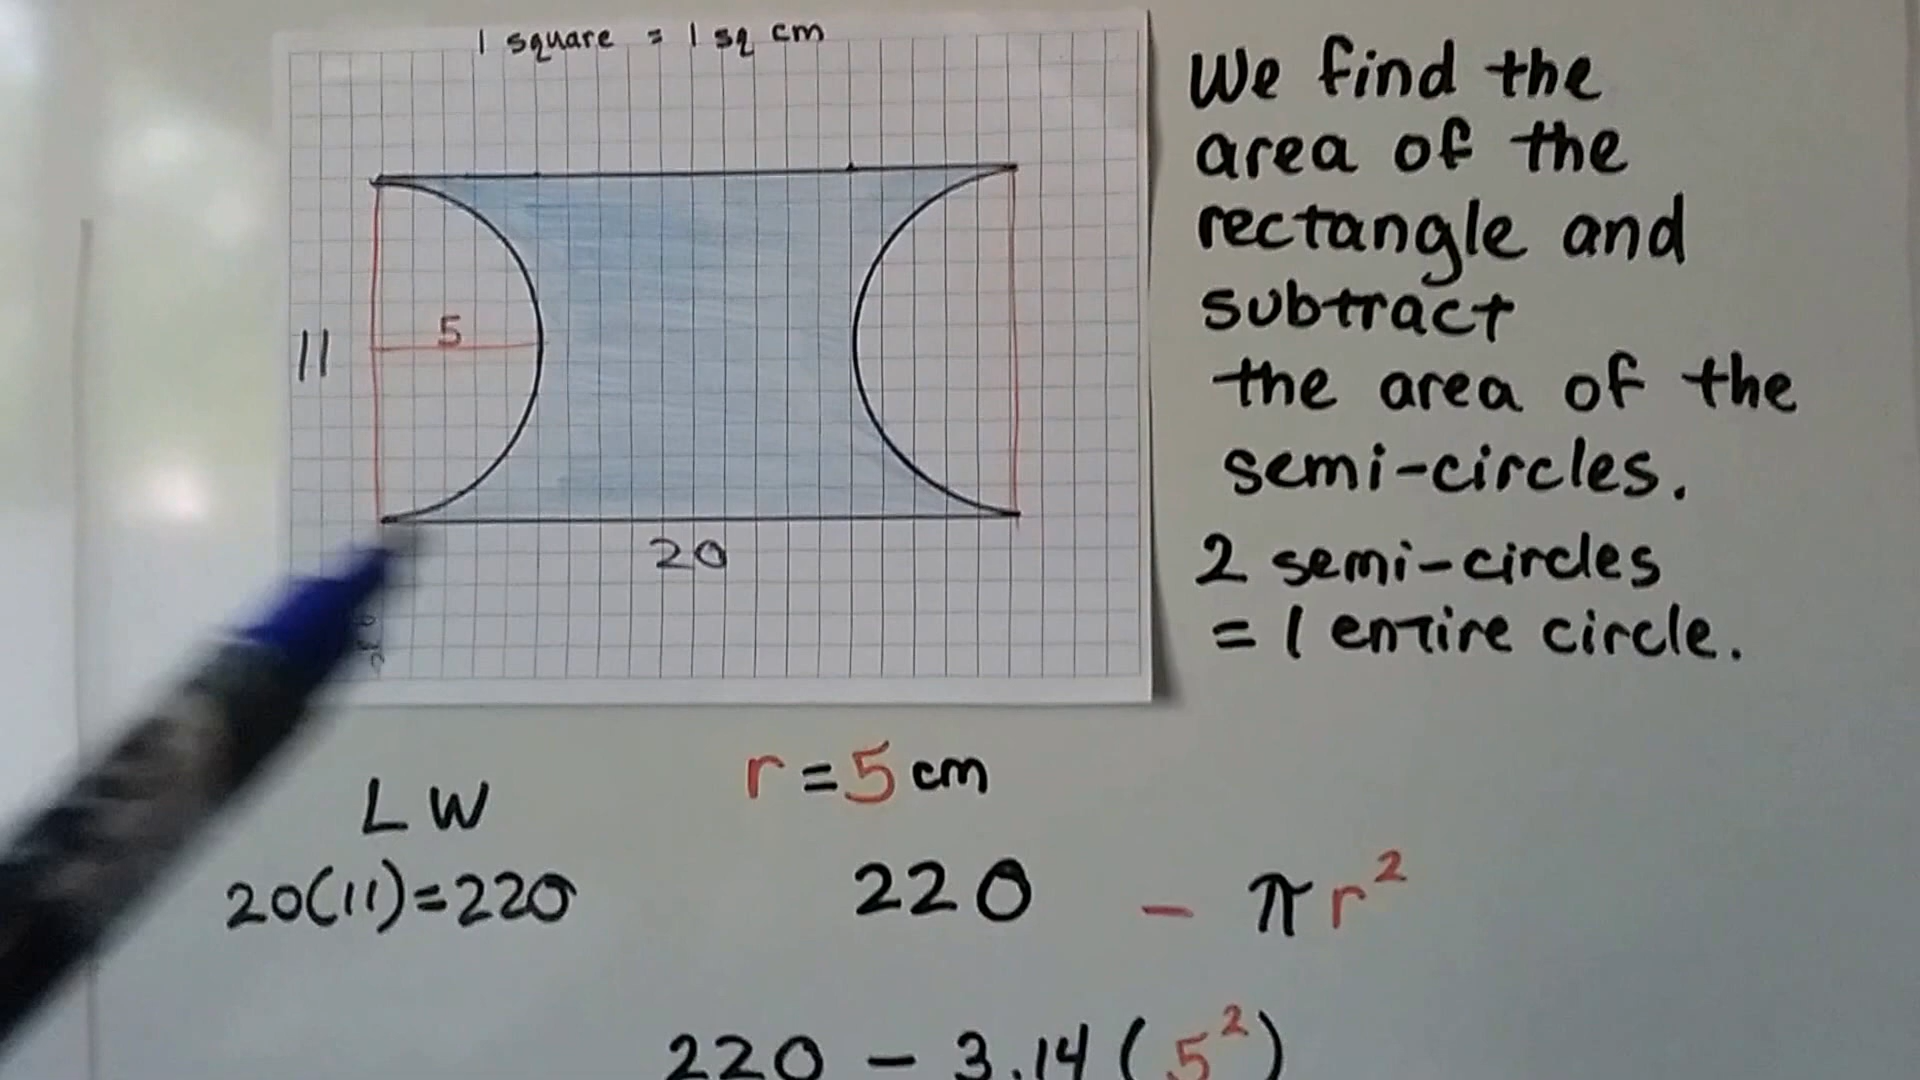 1 square = 1 sq cm
We find the
area of the
rectangle and
subtract
the area of the
semi-circles.
2 semi-circles
= 1 entire circle.
5
11
20
r = 5 cm
L W
20(11)=220
220 - πr²
220 - 3.14 (5²)